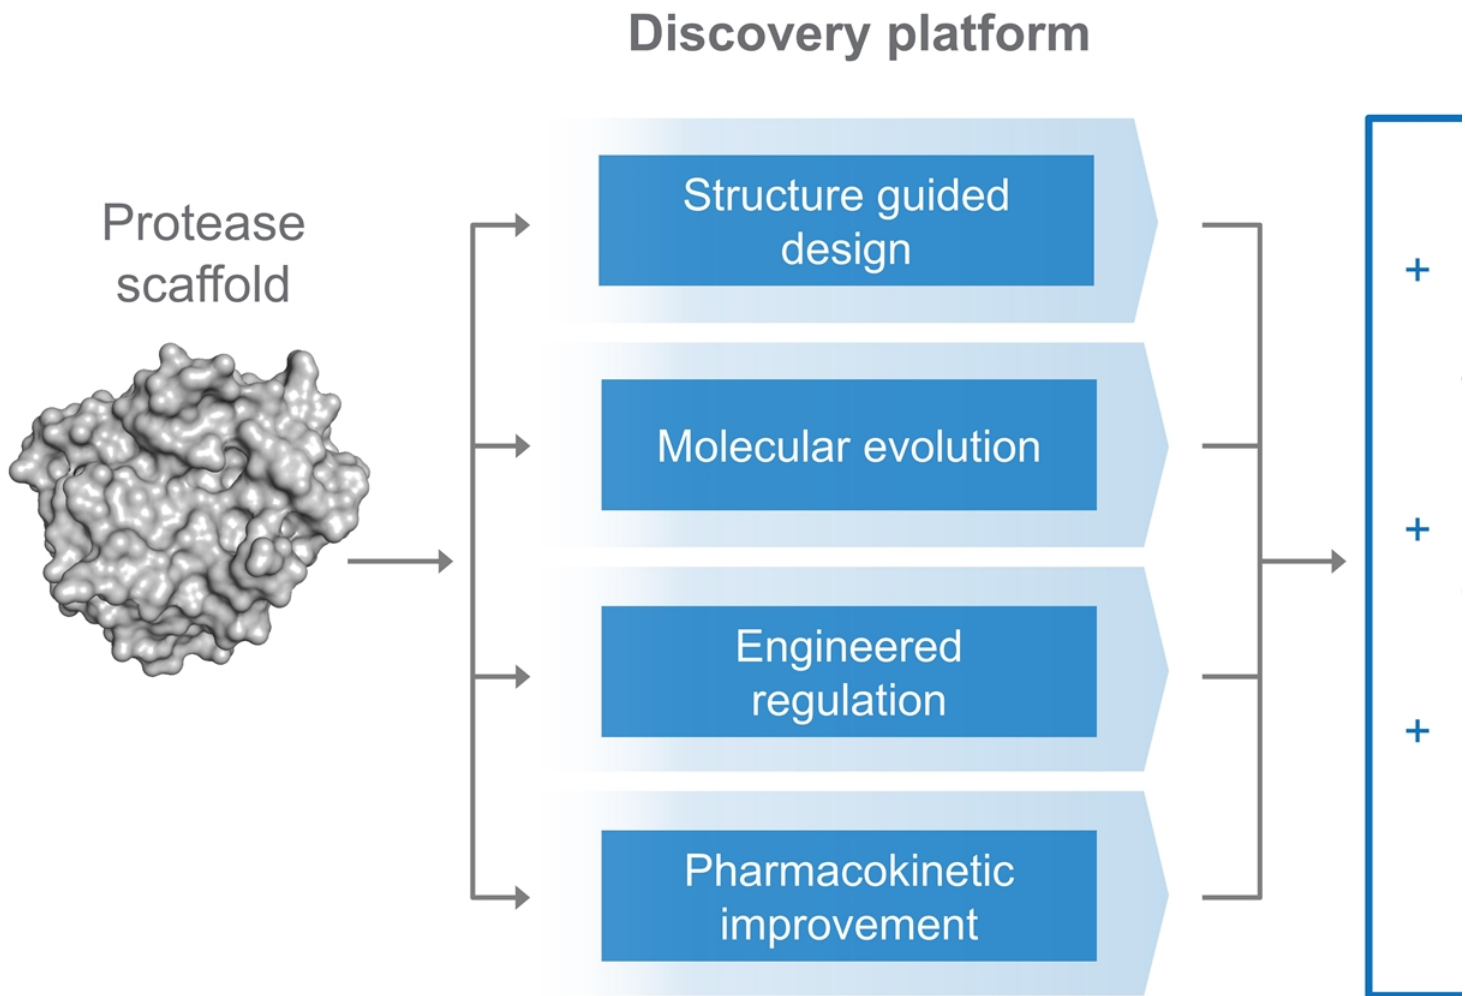 Discovery platform
Protease
scaffold
Structure guided
design
Molecular evolution
Engineered
regulation
Pharmacokinetic
improvement
+
+
+